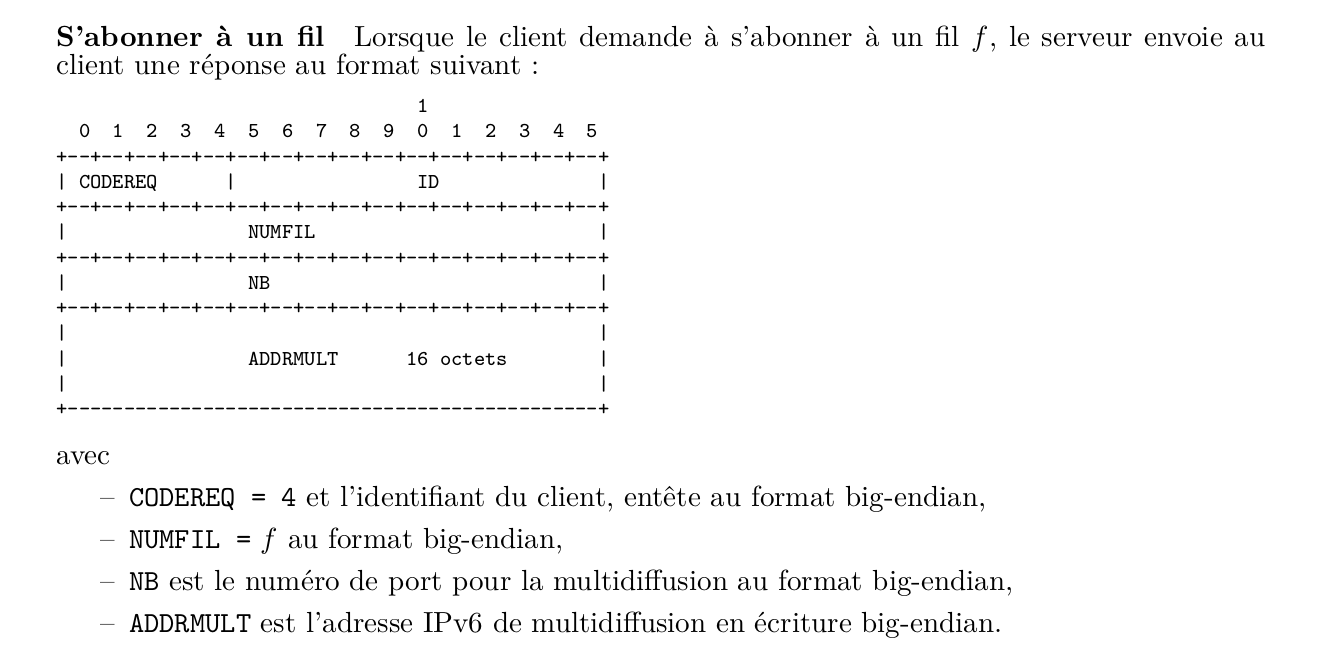 S'abonner à un fil Lorsque le client demande à s'abonner à un fil f, le serveur envoie au
client une réponse au format suivant :
                                1
  0  1  2  3  4  5  6  7  8  9  0  1  2  3  4  5
+--+--+--+--+--+--+--+--+--+--+--+--+--+--+--+--+
| CODEREQ      |                ID              |
+--+--+--+--+--+--+--+--+--+--+--+--+--+--+--+--+
|                NUMFIL                         |
+--+--+--+--+--+--+--+--+--+--+--+--+--+--+--+--+
|                NB                             |
+--+--+--+--+--+--+--+--+--+--+--+--+--+--+--+--+
|                                               |
|                ADDRMULT      16 octets        |
|                                               |
+-----------------------------------------------+
avec
– CODEREQ = 4 et l'identifiant du client, entête au format big-endian,
– NUMFIL = f au format big-endian,
– NB est le numéro de port pour la multidiffusion au format big-endian,
– ADDRMULT est l'adresse IPv6 de multidiffusion en écriture big-endian.